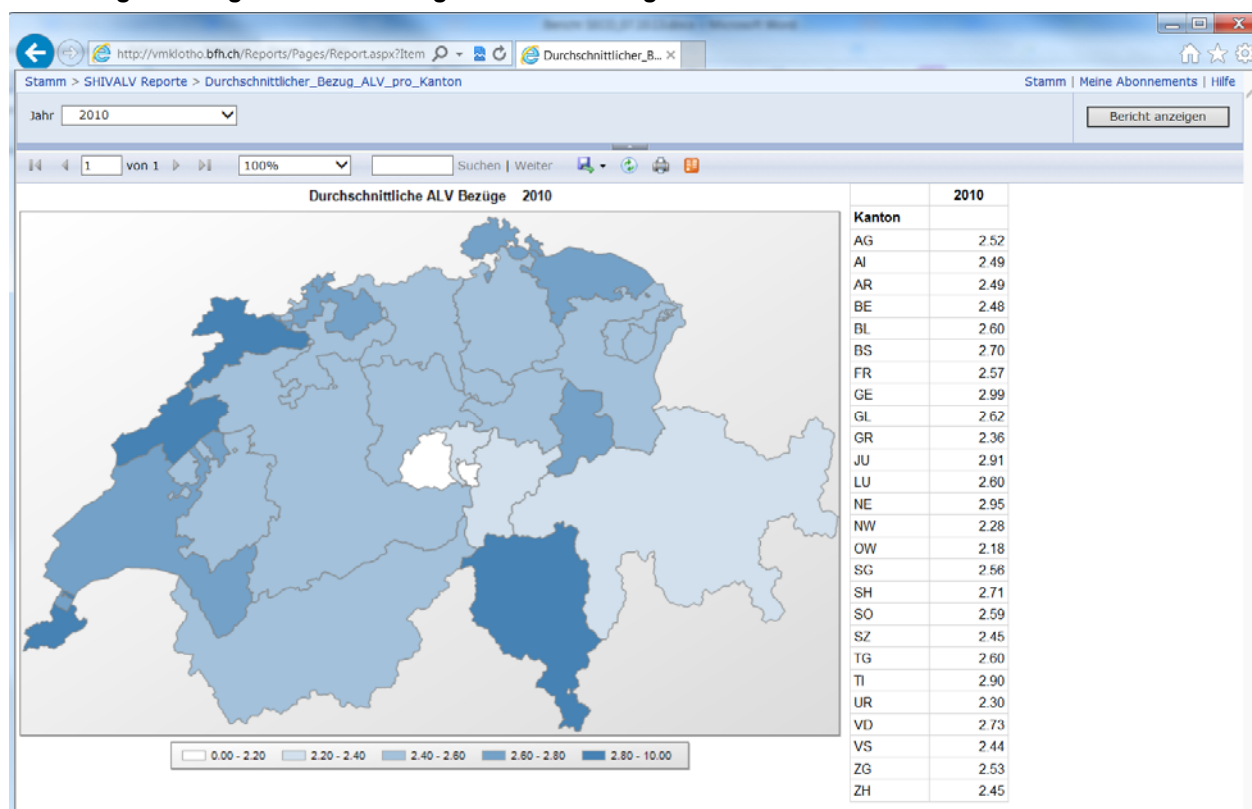 http://vmklotho.bfh.ch/Reports/Pages/Report.aspx?Item
Durchschnittlicher_B...
Stamm > SHIVALV Reporte > Durchschnittlicher_Bezug_ALV_pro_Kanton
Stamm | Meine Abonnements | Hilfe
Jahr 2010
Bericht anzeigen
1 von 1 100% Suchen | Weiter
Durchschnittliche ALV Bezüge 2010
2010
Kanton
AG 2.52
AI 2.49
AR 2.49
BE 2.48
BL 2.60
BS 2.70
FR 2.57
GE 2.99
GL 2.62
GR 2.36
JU 2.91
LU 2.60
NE 2.95
NW 2.28
OW 2.18
SG 2.56
SH 2.71
SO 2.59
SZ 2.45
TG 2.60
TI 2.90
UR 2.30
VD 2.73
VS 2.44
ZG 2.53
ZH 2.45
0.00 - 2.20 2.20 - 2.40 2.40 - 2.60 2.60 - 2.80 2.80 - 10.00